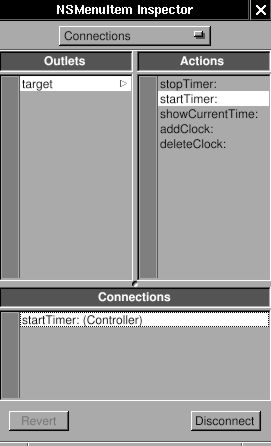 NSMenuItem Inspector
Connections
Outlets
Actions
target
stopTimer:
startTimer:
showCurrentTime:
addClock:
deleteClock:
Connections
startTimer: (Controller)
Revert
Disconnect